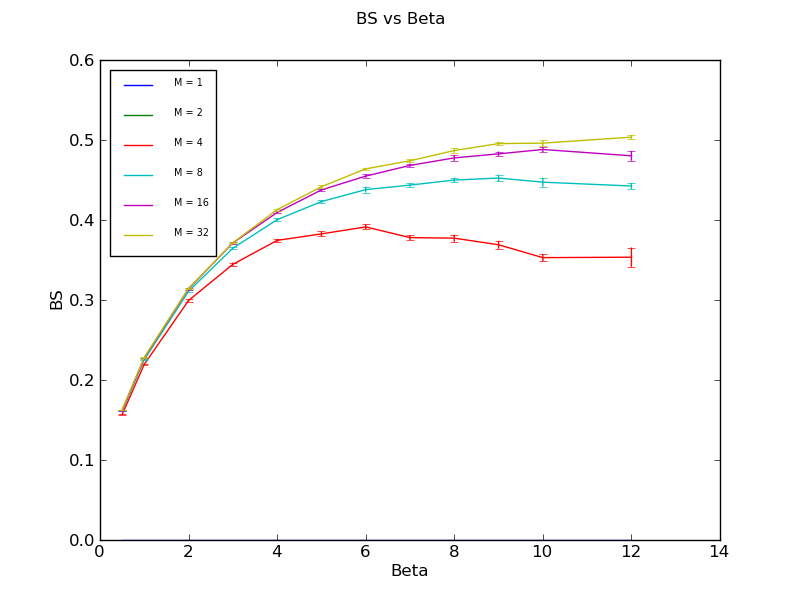 BS vs Beta
0.6
0.5
0.4
0.3
0.2
0.1
0.0
BS
M = 1
M = 2
M = 4
M = 8
M = 16
M = 32
0 2 4 6 8 10 12 14
Beta